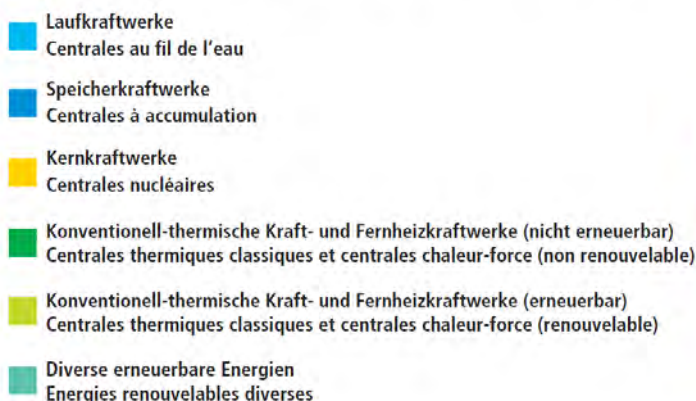 Laufkraftwerke
Centrales au fil de l'eau
Speicherkraftwerke
Centrales à accumulation
Kernkraftwerke
Centrales nucléaires
Konventionell-thermische Kraft- und Fernheizkraftwerke (nicht erneuerbar)
Centrales thermiques classiques et centrales chaleur-force (non renouvelable)
Konventionell-thermische Kraft- und Fernheizkraftwerke (erneuerbar)
Centrales thermiques classiques et centrales chaleur-force (renouvelable)
Diverse erneuerbare Energien
Energies renouvelables diverses